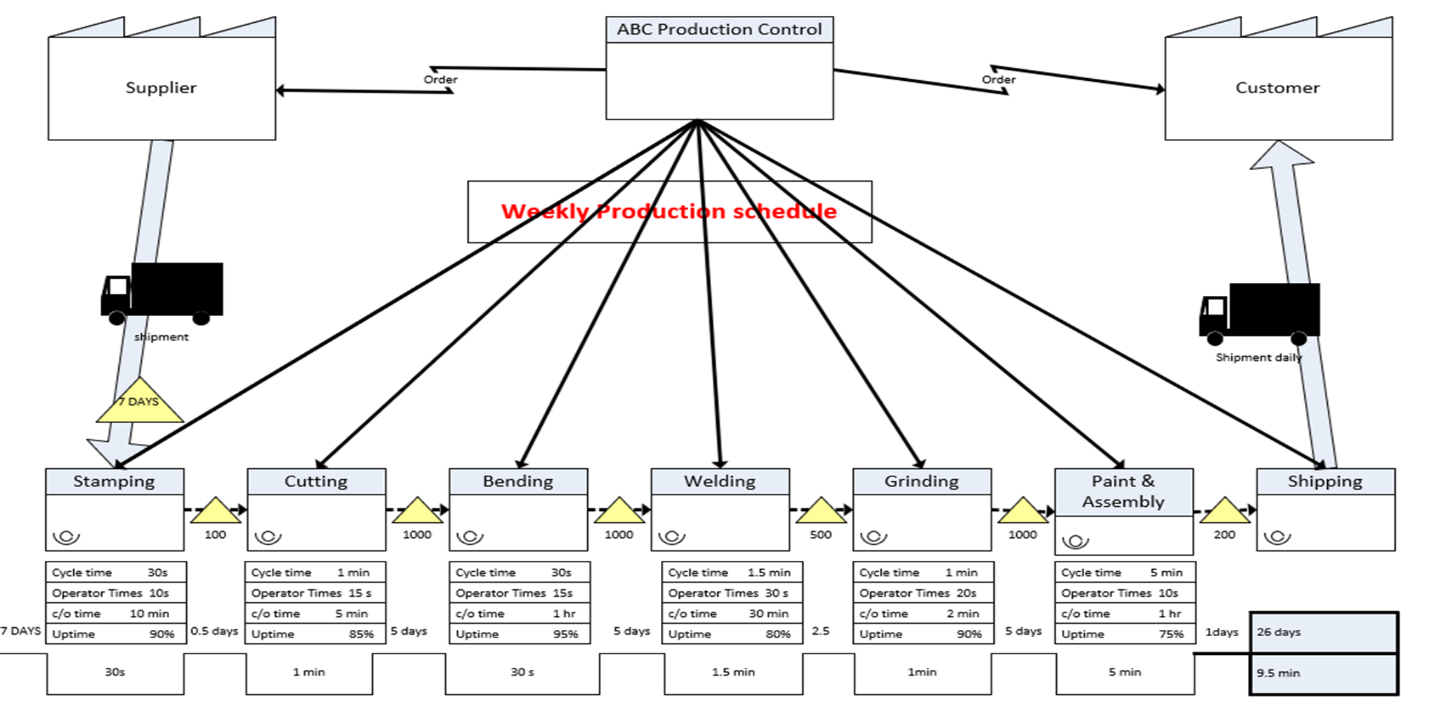 ABC Production Control
Supplier
Order
Order
Customer
Weekly Production schedule
shipment
Shipment daily
7 DAYS
Stamping
Cutting
Bending
Welding
Grinding
Paint &
Assembly
Shipping
100
1000
1000
500
1000
200
Cycle time 30s
Operator Times 10s
c/o time 10 min
Uptime 90%
Cycle time 1 min
Operator Times 15 s
c/o time 5 min
Uptime 85%
Cycle time 30s
Operator Times 15s
c/o time 1 hr
Uptime 95%
Cycle time 1.5 min
Operator Times 30 s
c/o time 30 min
Uptime 80%
Cycle time 1 min
Operator Times 20s
c/o time 2 min
Uptime 90%
Cycle time 5 min
Operator Times 10s
c/o time 1 hr
Uptime 75%
7 DAYS
0.5 days
5 days
5 days
2.5
5 days
1days
26 days
30s
1 min
30 s
1.5 min
1min
5 min
9.5 min